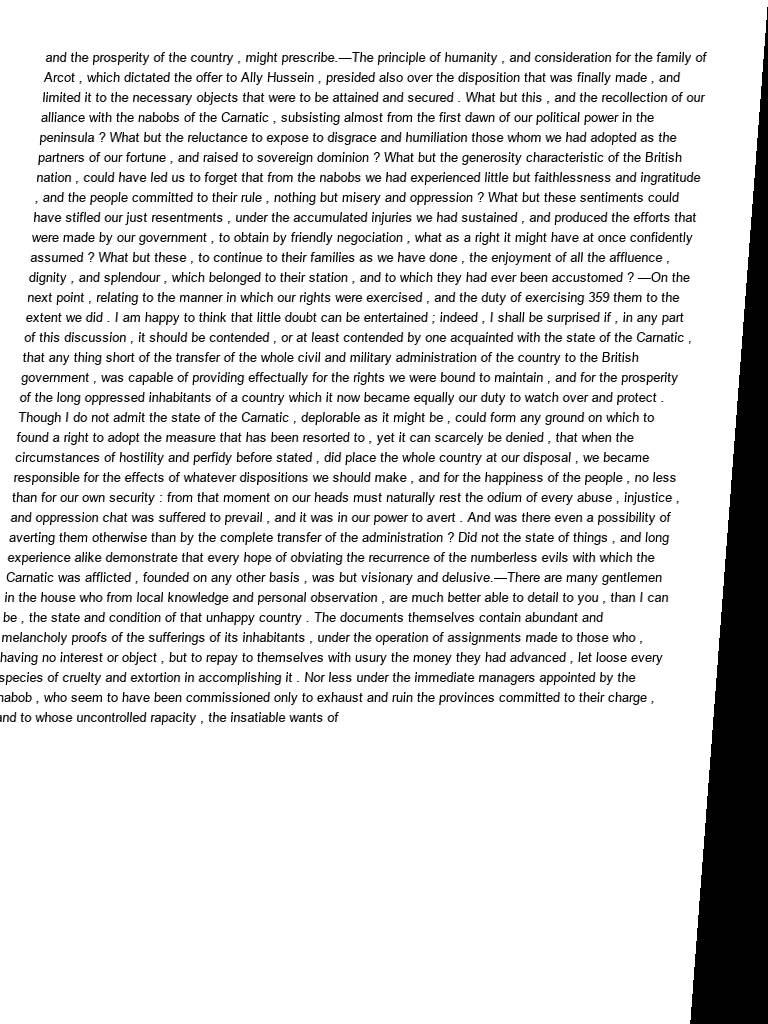 and the prosperity of the country , might prescribe.—The principle of humanity , and consideration for the family of
Arcot , which dictated the offer to Ally Hussein , presided also over the disposition that was finally made , and
limited it to the necessary objects that were to be attained and secured . What but this , and the recollection of our
alliance with the nabobs of the Carnatic , subsisting almost from the first dawn of our political power in the
peninsula ? What but the reluctance to expose to disgrace and humiliation those whom we had adopted as the
partners of our fortune , and raised to sovereign dominion ? What but the generosity characteristic of the British
nation , could have led us to forget that from the nabobs we had experienced little but faithlessness and ingratitude
, and the people committed to their rule , nothing but misery and oppression ? What but these sentiments could
have stifled our just resentments , under the accumulated injuries we had sustained , and produced the efforts that
were made by our government , to obtain by friendly negociation , what as a right it might have at once confidently
assumed ? What but these , to continue to their families as we have done , the enjoyment of all the affluence ,
dignity , and splendour , which belonged to their station , and to which they had ever been accustomed ? —On the
next point , relating to the manner in which our rights were exercised , and the duty of exercising 359 them to the
extent we did . I am happy to think that little doubt can be entertained ; indeed , I shall be surprised if , in any part
of this discussion , it should be contended , or at least contended by one acquainted with the state of the Carnatic ,
that any thing short of the transfer of the whole civil and military administration of the country to the British
government , was capable of providing effectually for the rights we were bound to maintain , and for the prosperity
of the long oppressed inhabitants of a country which it now became equally our duty to watch over and protect .
Though I do not admit the state of the Carnatic , deplorable as it might be , could form any ground on which to
found a right to adopt the measure that has been resorted to , yet it can scarcely be denied , that when the
circumstances of hostility and perfidy before stated , did place the whole country at our disposal , we became
responsible for the effects of whatever dispositions we should make , and for the happiness of the people , no less
than for our own security : from that moment on our heads must naturally rest the odium of every abuse , injustice ,
and oppression chat was suffered to prevail , and it was in our power to avert . And was there even a possibility of
averting them otherwise than by the complete transfer of the administration ? Did not the state of things , and long
experience alike demonstrate that every hope of obviating the recurrence of the numberless evils with which the
Carnatic was afflicted , founded on any other basis , was but visionary and delusive.—There are many gentlemen
in the house who from local knowledge and personal observation , are much better able to detail to you , than I can
be , the state and condition of that unhappy country . The documents themselves contain abundant and
melancholy proofs of the sufferings of its inhabitants , under the operation of assignments made to those who ,
having no interest or object , but to repay to themselves with usury the money they had advanced , let loose every
species of cruelty and extortion in accomplishing it . Nor less under the immediate managers appointed by the
nabob , who seem to have been commissioned only to exhaust and ruin the provinces committed to their charge ,
and to whose uncontrolled rapacity , the insatiable wants of